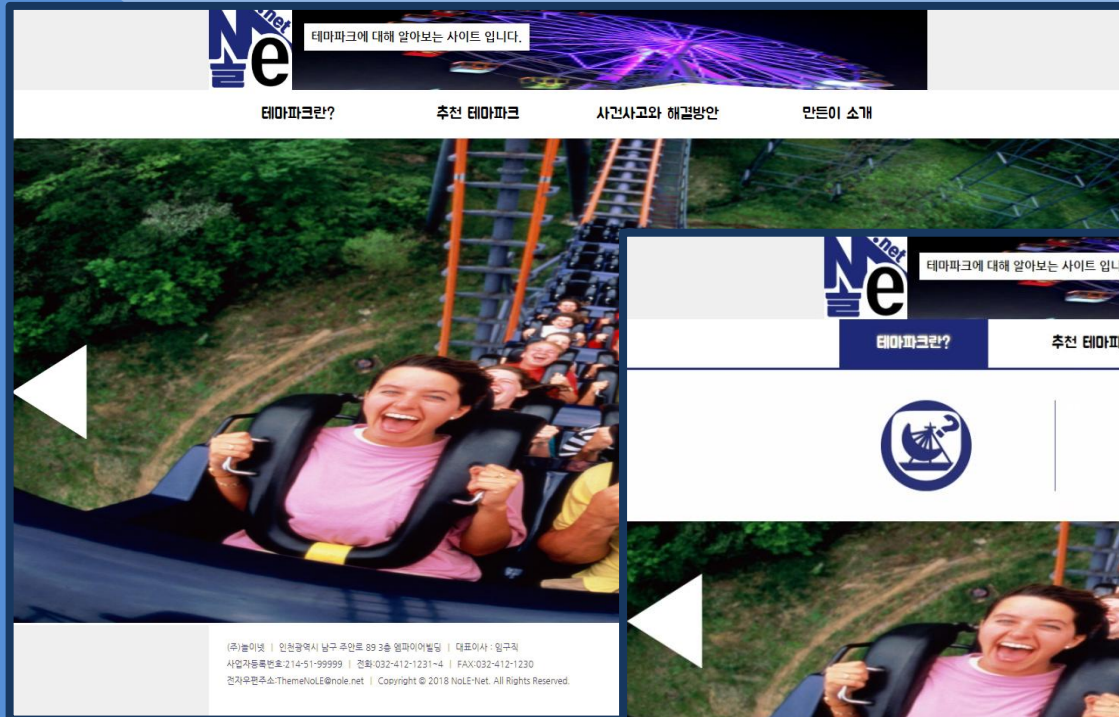 .net
N
놀e
테마파크에 대해 알아보는 사이트 입니다.
테마파크란?
추천 테마파크
사건사고와 해결방안
만든이 소개
.net
N
놀e
테마파크에 대해 알아보는 사이트 입니
테마파크란?
추천 테마파
(주)놀이넷 | 인천광역시 남구 주안로 89 3층 엠파이어빌딩 | 대표이사 : 임구직
사업자등록번호:214-51-99999 | 전화:032-412-1231~4 | FAX:032-412-1230
전자우편주소:ThemeNoLE@nole.net | Copyright © 2018 NoLE-Net. All Rights Reserved.